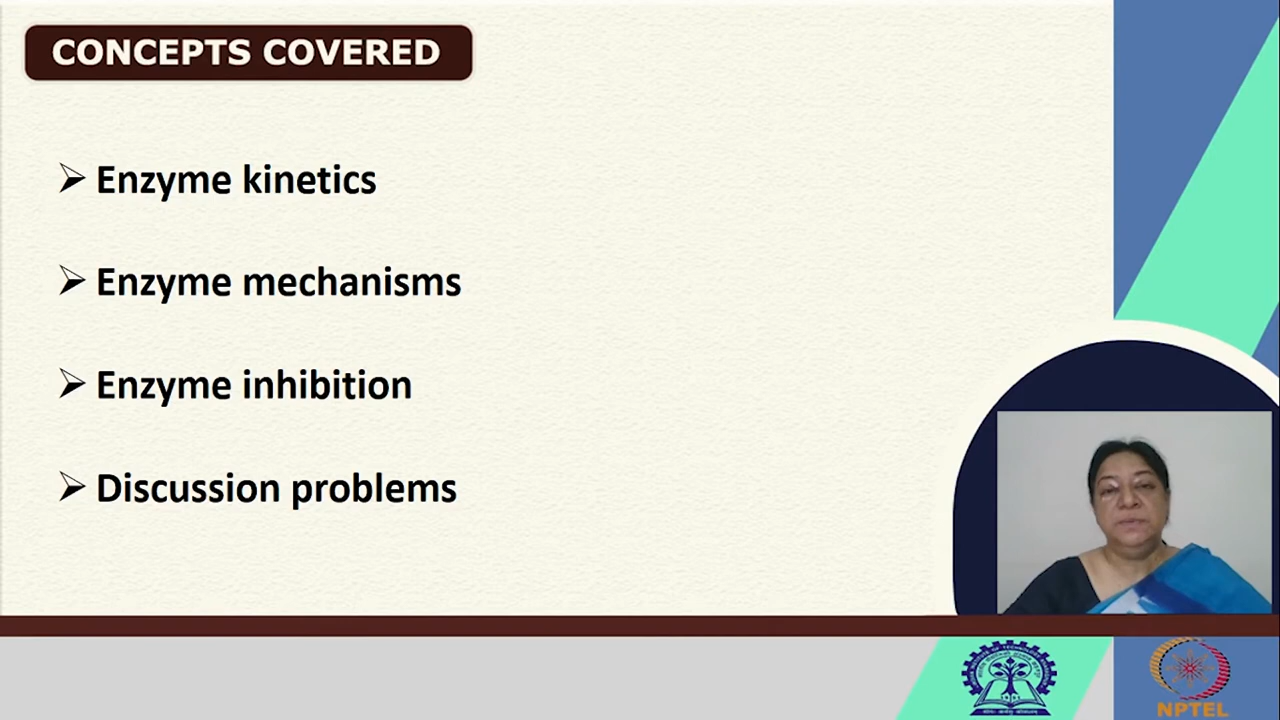 CONCEPTS COVERED
➢ Enzyme kinetics
➢ Enzyme mechanisms
➢ Enzyme inhibition
➢ Discussion problems
NPTEL